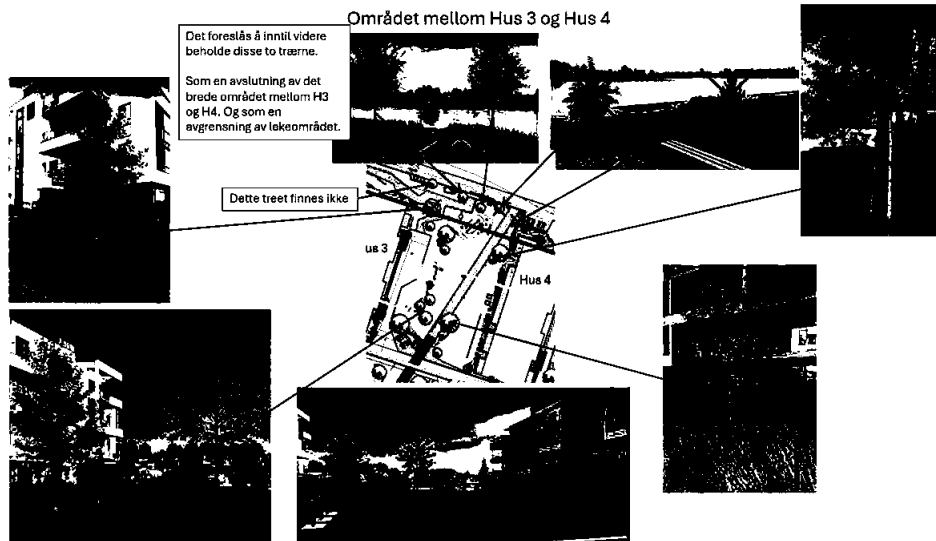 Området mellom Hus 3 og Hus 4
Det foreslås å inntil videre
beholde disse to trærne.
Som en avslutning av det
brede området mellom H3
og H4. Og som en
avgrensning av lekeområdet.
Dette treet finnes ikke
us 3
Hus 4